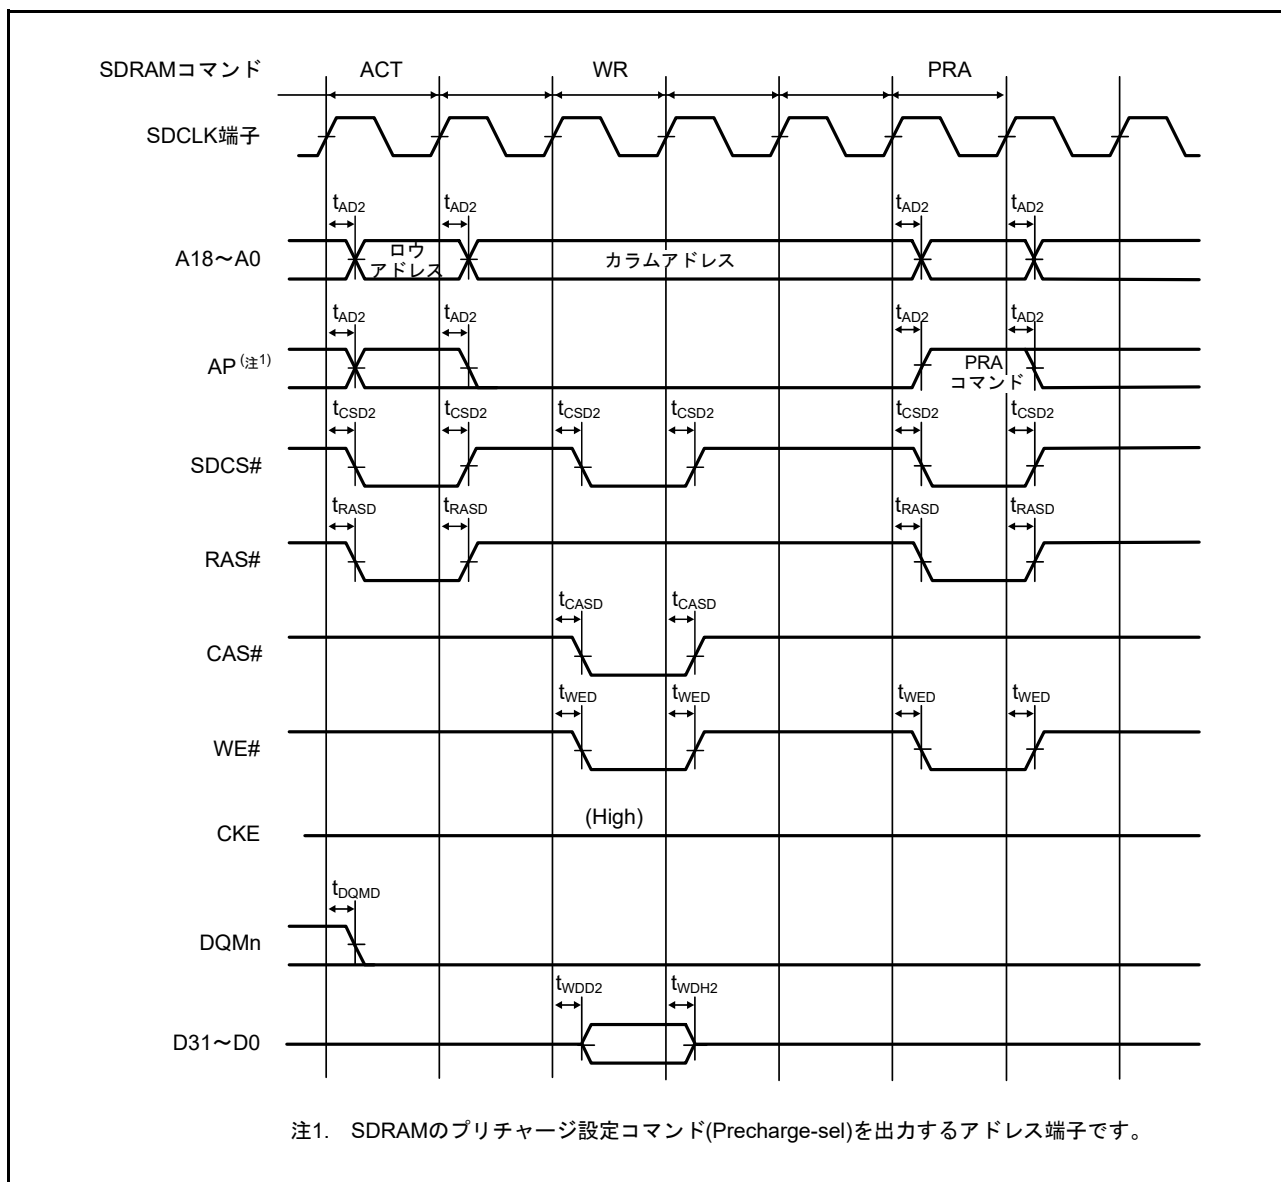 SDRAMコマンド ACT WR PRA
SDCLK端子
tAD2 tAD2 tAD2 tAD2
A18～A0 ロウ アドレス カラムアドレス
tAD2 tAD2 tAD2 tAD2
AP(注1) PRA コマンド
tCSD2 tCSD2 tCSD2 tCSD2 tCSD2 tCSD2
SDCS#
tRASD tRASD tRASD tRASD
RAS#
tCASD tCASD
CAS#
tWED tWED tWED tWED
WE#
(High)
CKE
tDQMD
DQMn
tWDD2 tWDH2
D31～D0
注1. SDRAMのプリチャージ設定コマンド(Precharge-sel)を出力するアドレス端子です。